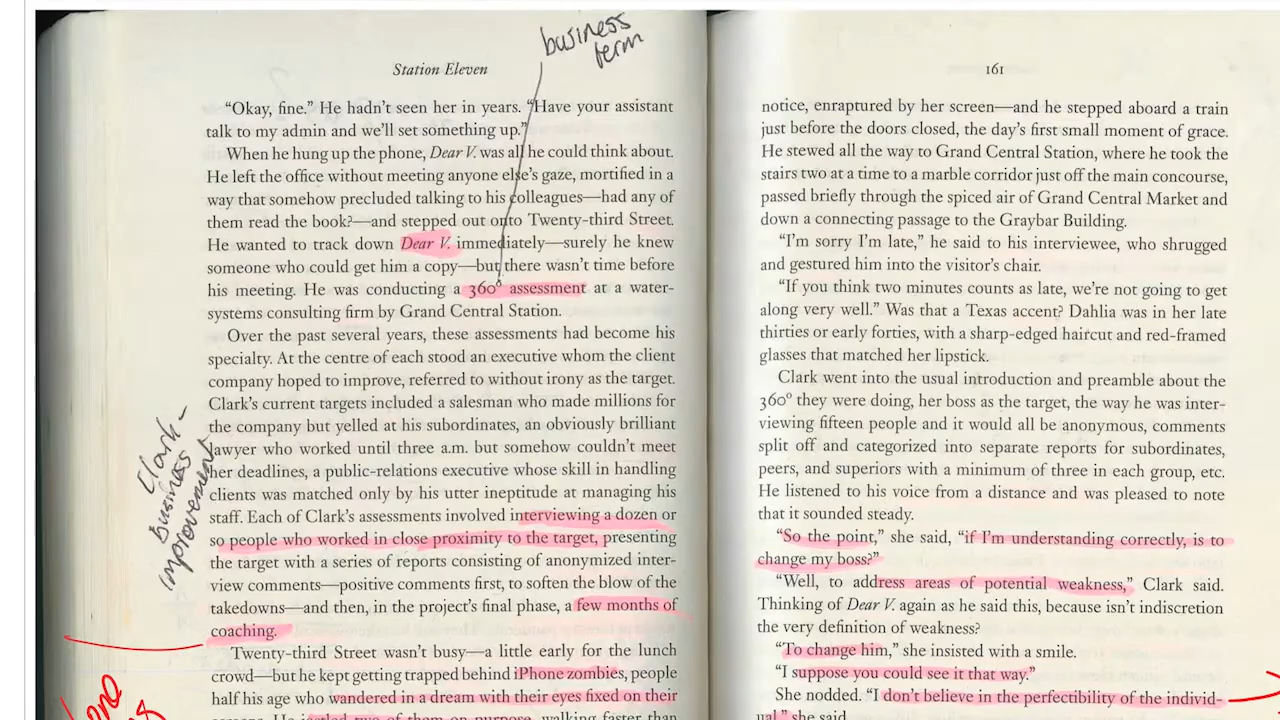 business
term
Station Eleven
“Okay, fine.” He hadn’t seen her in years. “Have your assistant
talk to my admin and we’ll set something up.”
When he hung up the phone, Dear V. was all he could think about.
He left the office without meeting anyone else’s gaze, mortified in a
way that somehow precluded talking to his colleagues—had any of
them read the book?—and stepped out onto Twenty-third Street.
He wanted to track down Dear V. immediately—surely he knew
someone who could get him a copy—but there wasn’t time before
his meeting. He was conducting a 360° assessment at a water-
systems consulting firm by Grand Central Station.
Over the past several years, these assessments had become his
specialty. At the centre of each stood an executive whom the client
company hoped to improve, referred to without irony as the target.
Clark’s current targets included a salesman who made millions for
the company but yelled at his subordinates, an obviously brilliant
lawyer who worked until three a.m. but somehow couldn’t meet
her deadlines, a public-relations executive whose skill in handling
clients was matched only by his utter ineptitude at managing his
staff. Each of Clark’s assessments involved interviewing a dozen or
so people who worked in close proximity to the target, presenting
the target with a series of reports consisting of anonymized inter-
view comments—positive comments first, to soften the blow of the
takedowns—and then, in the project’s final phase, a few months of
coaching.
Twenty-third Street wasn’t busy—a little early for the lunch
crowd—but he kept getting trapped behind iPhone zombies, people
half his age who wandered in a dream with their eyes fixed on their
He jostled two of them on purpose, walking faster than
Clark –
business
improvement
161
notice, enraptured by her screen—and he stepped aboard a train
just before the doors closed, the day’s first small moment of grace.
He stewed all the way to Grand Central Station, where he took the
stairs two at a time to a marble corridor just off the main concourse,
passed briefly through the spiced air of Grand Central Market and
down a connecting passage to the Graybar Building.
“I’m sorry I’m late,” he said to his interviewee, who shrugged
and gestured him into the visitor’s chair.
“If you think two minutes counts as late, we’re not going to get
along very well.” Was that a Texas accent? Dahlia was in her late
thirties or early forties, with a sharp-edged haircut and red-framed
glasses that matched her lipstick.
Clark went into the usual introduction and preamble about the
360° they were doing, her boss as the target, the way he was inter-
viewing fifteen people and it would all be anonymous, comments
split off and categorized into separate reports for subordinates,
peers, and superiors with a minimum of three in each group, etc.
He listened to his voice from a distance and was pleased to note
that it sounded steady.
“So the point,” she said, “if I’m understanding correctly, is to
change my boss?”
“Well, to address areas of potential weakness,” Clark said.
Thinking of Dear V. again as he said this, because isn’t indiscretion
the very definition of weakness?
“To change him,” she insisted with a smile.
“I suppose you could see it that way.”
She nodded. “I don’t believe in the perfectibility of the individ-
ual,” she said.